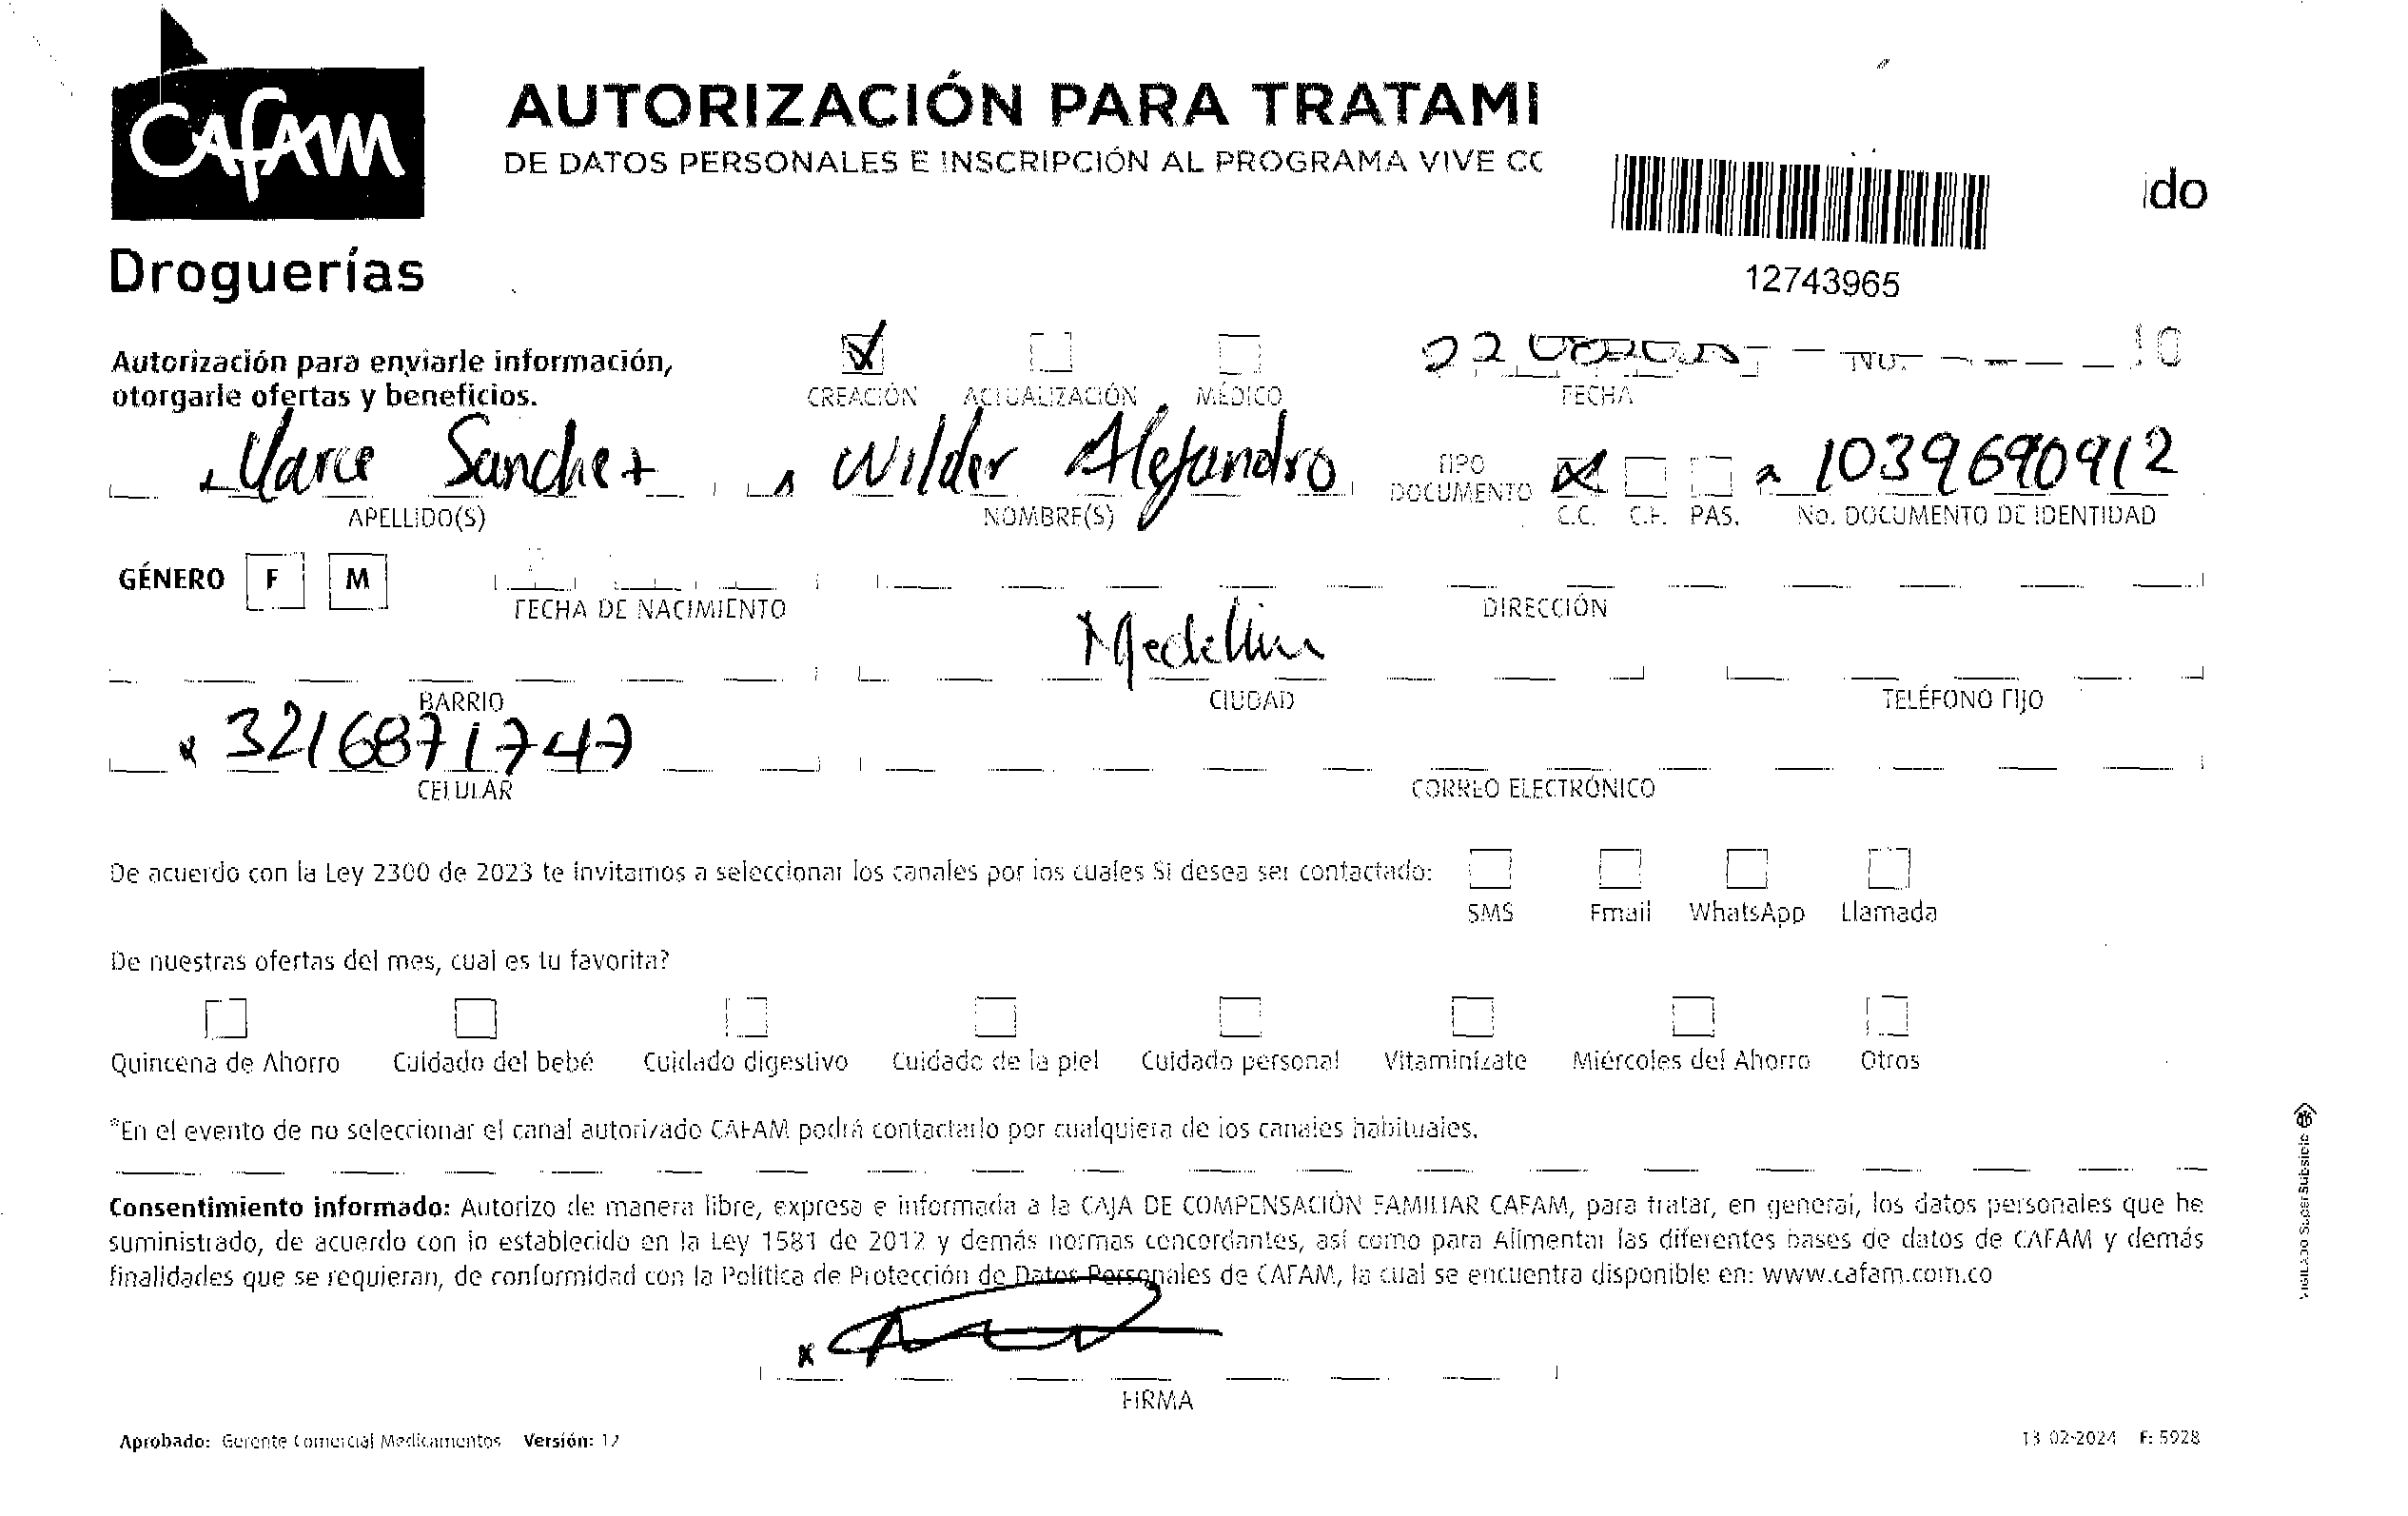 CAFAM
Droguerías
AUTORIZACIÓN PARA TRATAMI
DE DATOS PERSONALES E INSCRIPCIÓN AL PROGRAMA VIVE CC
ido
12743965
Autorización para enviarle información,
otorgarle ofertas y beneficios.
CREACIÓN ACTUALIZACIÓN MÉDICO
22
10
FECHA
Sanchez Wilder Alejandro
TIPO DOCUMENTO
x 1039690912
APELLIDO(S) NOMBRE(S) C.C. C.E. PAS. No. DOCUMENTO DE IDENTIDAD
GÉNERO F M
FECHA DE NACIMIENTO DIRECCIÓN
Medellin
BARRIO CIUDAD TELÉFONO FIJO
x 3216871747
CELULAR CORREO ELECTRÓNICO
De acuerdo con la Ley 2300 de 2023 te invitamos a seleccionar los canales por los cuales Si desea ser contactado:
SMS Email WhatsApp Llamada
De nuestras ofertas del mes, cual es tu favorita?
Quincena de Ahorro Cuidado del bebé Cuidado digestivo Cuidado de la piel Cuidado personal Vitamínizate Miércoles del Ahorro Otros
*En el evento de no seleccionar el canal autorizado CAFAM podrá contactarlo por cualquiera de los canales habituales.
Consentimiento informado: Autorizo de manera libre, expresa e informada a la CAJA DE COMPENSACIÓN FAMILIAR CAFAM, para tratar, en general, los datos personales que he
suministrado, de acuerdo con lo establecido en la Ley 1581 de 2012 y demás normas concordantes, así como para Alimentar las diferentes bases de datos de CAFAM y demás
finalidades que se requieran, de conformidad con la Política de Protección de Datos Personales de CAFAM, la cual se encuentra disponible en: www.cafam.com.co
x
FIRMA
Aprobado: Gerente Comercial Medicamentos Versión: 12
13-02-2024 F: 5928
VIGILADO SuperSubsidio